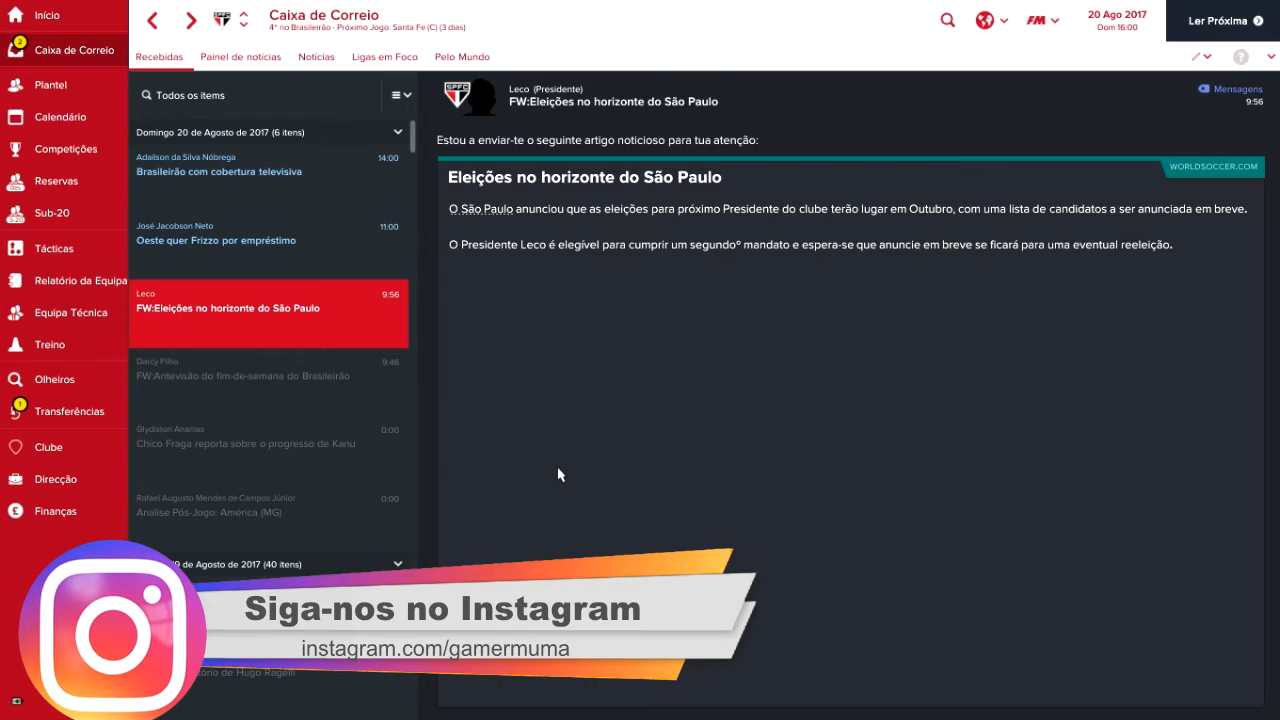 Início
2
Caixa de Correio
Plantel
Calendário
Competições
Reservas
Sub-20
Tácticas
Relatório da Equipa
Equipa Técnica
Treino
Olheiros
1
Transferências
Clube
Direcção
Finanças
Caixa de Correio
4º no Brasileirão - Próximo Jogo: Santa Fe (C) (3 dias)
FM
20 Ago 2017
Dom 16:00
Ler Próxima
Recebidas
Painel de notícias
Notícias
Ligas em Foco
Pelo Mundo
Todos os items
Domingo 20 de Agosto de 2017 (6 itens)
Adailson da Silva Nóbrega 14:00
Brasileirão com cobertura televisiva
José Jacobson Neto 11:00
Oeste quer Frizzo por empréstimo
Leco 9:56
FW:Eleições no horizonte do São Paulo
Darcy Filho 9:46
FW:Antevisão do fim-de-semana do Brasileirão
Glydiston Ananias 0:00
Chico Fraga reporta sobre o progresso de Kanu
Rafael Augusto Mendes de Campos Júnior 0:00
Analise Pós-Jogo: América (MG)
9 de Agosto de 2017 (40 itens)
de Hugo Ragelli
SPFC
Leco (Presidente)
FW:Eleições no horizonte do São Paulo
Mensagens
9:56
Estou a enviar-te o seguinte artigo noticioso para tua atenção:
WORLDSOCCER.COM
Eleições no horizonte do São Paulo
O São Paulo anunciou que as eleições para próximo Presidente do clube terão lugar em Outubro, com uma lista de candidatos a ser anunciada em breve.
O Presidente Leco é elegível para cumprir um segundoº mandato e espera-se que anuncie em breve se ficará para uma eventual reeleição.
Siga-nos no Instagram
instagram.com/gamermuma